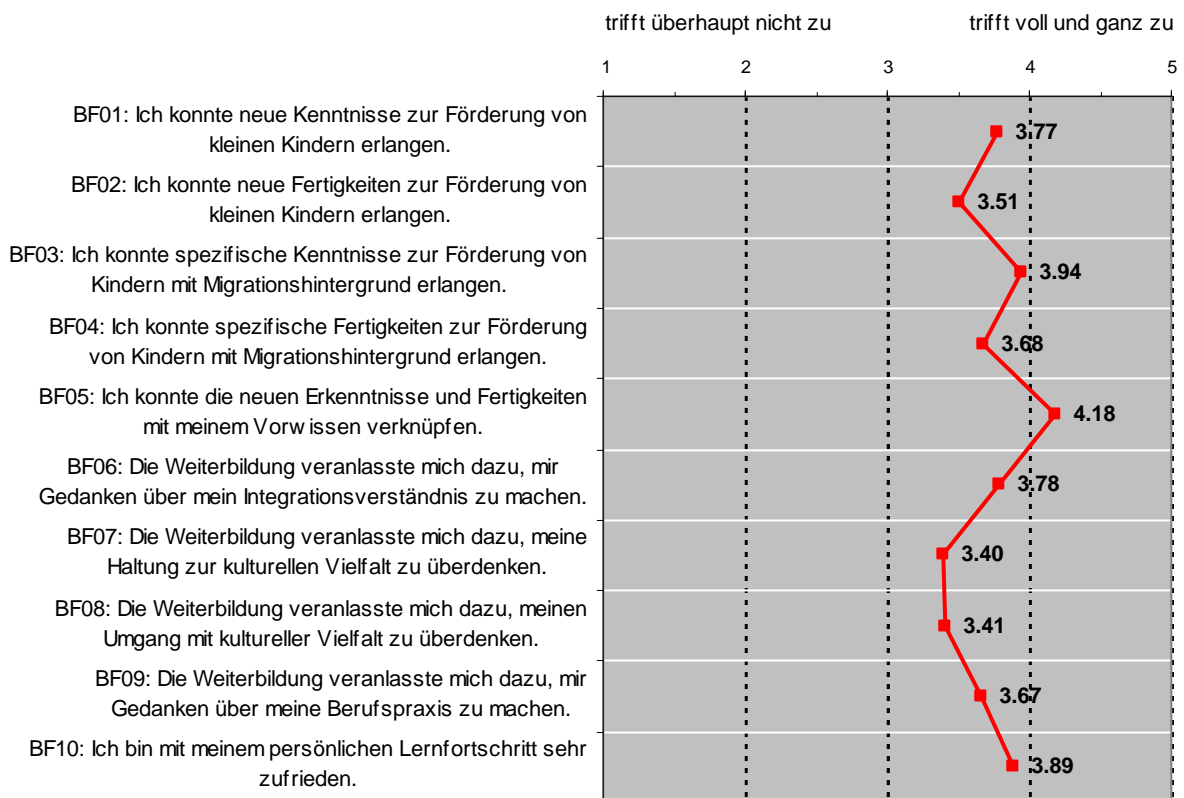 trifft überhaupt nicht zu trifft voll und ganz zu
1 2 3 4 5
BF01: Ich konnte neue Kenntnisse zur Förderung von
kleinen Kindern erlangen.
3.77
BF02: Ich konnte neue Fertigkeiten zur Förderung von
kleinen Kindern erlangen.
3.51
BF03: Ich konnte spezifische Kenntnisse zur Förderung von
Kindern mit Migrationshintergrund erlangen.
3.94
BF04: Ich konnte spezifische Fertigkeiten zur Förderung
von Kindern mit Migrationshintergrund erlangen.
3.68
BF05: Ich konnte die neuen Erkenntnisse und Fertigkeiten
mit meinem Vorwissen verknüpfen.
4.18
BF06: Die Weiterbildung veranlasste mich dazu, mir
Gedanken über mein Integrationsverständnis zu machen.
3.78
BF07: Die Weiterbildung veranlasste mich dazu, meine
Haltung zur kulturellen Vielfalt zu überdenken.
3.40
BF08: Die Weiterbildung veranlasste mich dazu, meinen
Umgang mit kultureller Vielfalt zu überdenken.
3.41
BF09: Die Weiterbildung veranlasste mich dazu, mir
Gedanken über meine Berufspraxis zu machen.
3.67
BF10: Ich bin mit meinem persönlichen Lernfortschritt sehr
zufrieden.
3.89